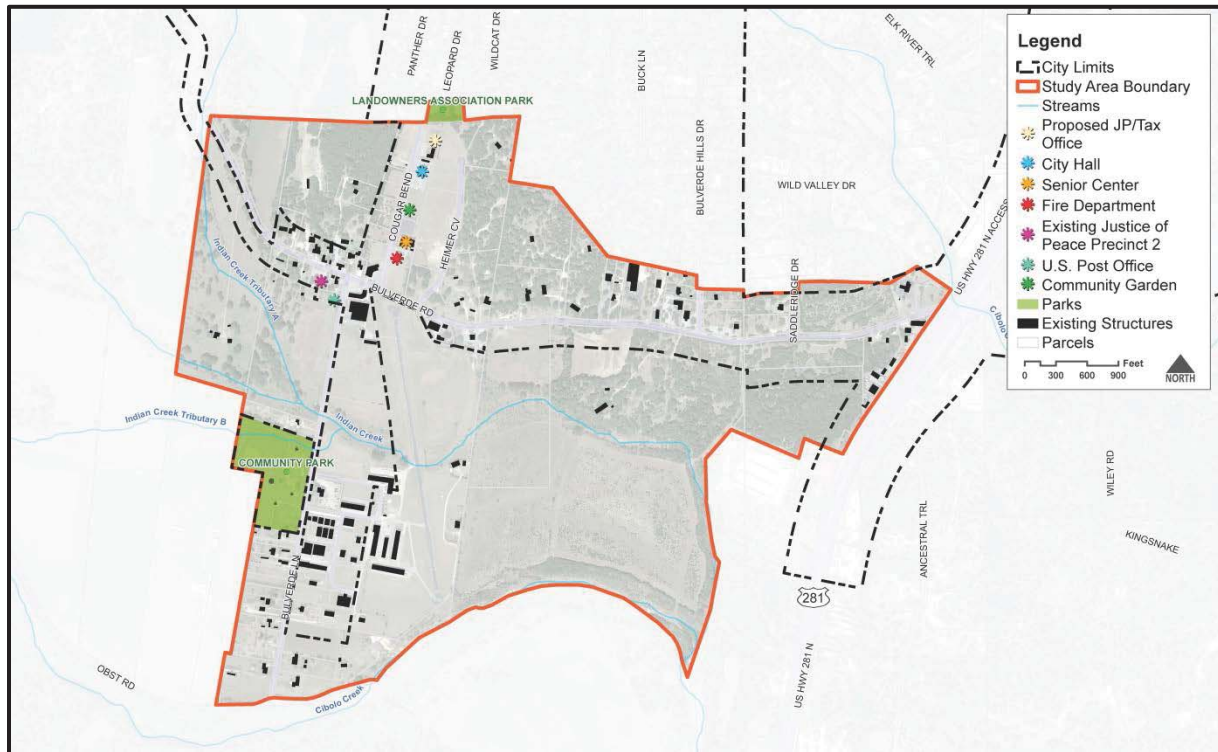 PANTHER DR
LEOPARD DR
WILDCAT DR
BUCK LN
ELK RIVER TRL
LANDOWNERS ASSOCIATION PARK
BULVERDE HILLS DR
WILD VALLEY DR
COUGAR BEND
HEIMER CV
US HWY 281 N ACCESS
Indian Creek Tributary A
BULVERDE RD
SADDLERIDGE DR
Indian Creek Tributary B
Indian Creek
COMMUNITY PARK
BULVERDE LN
ANCESTRAL TRL
WILEY RD
KINGSNAKE
281
US HWY 281 N
OBST RD
Cibolo Creek
Legend
City Limits
Study Area Boundary
Streams
Proposed JP/Tax
Office
City Hall
Senior Center
Fire Department
Existing Justice of
Peace Precinct 2
U.S. Post Office
Community Garden
Parks
Existing Structures
Parcels
Feet
0 300 600 900
NORTH